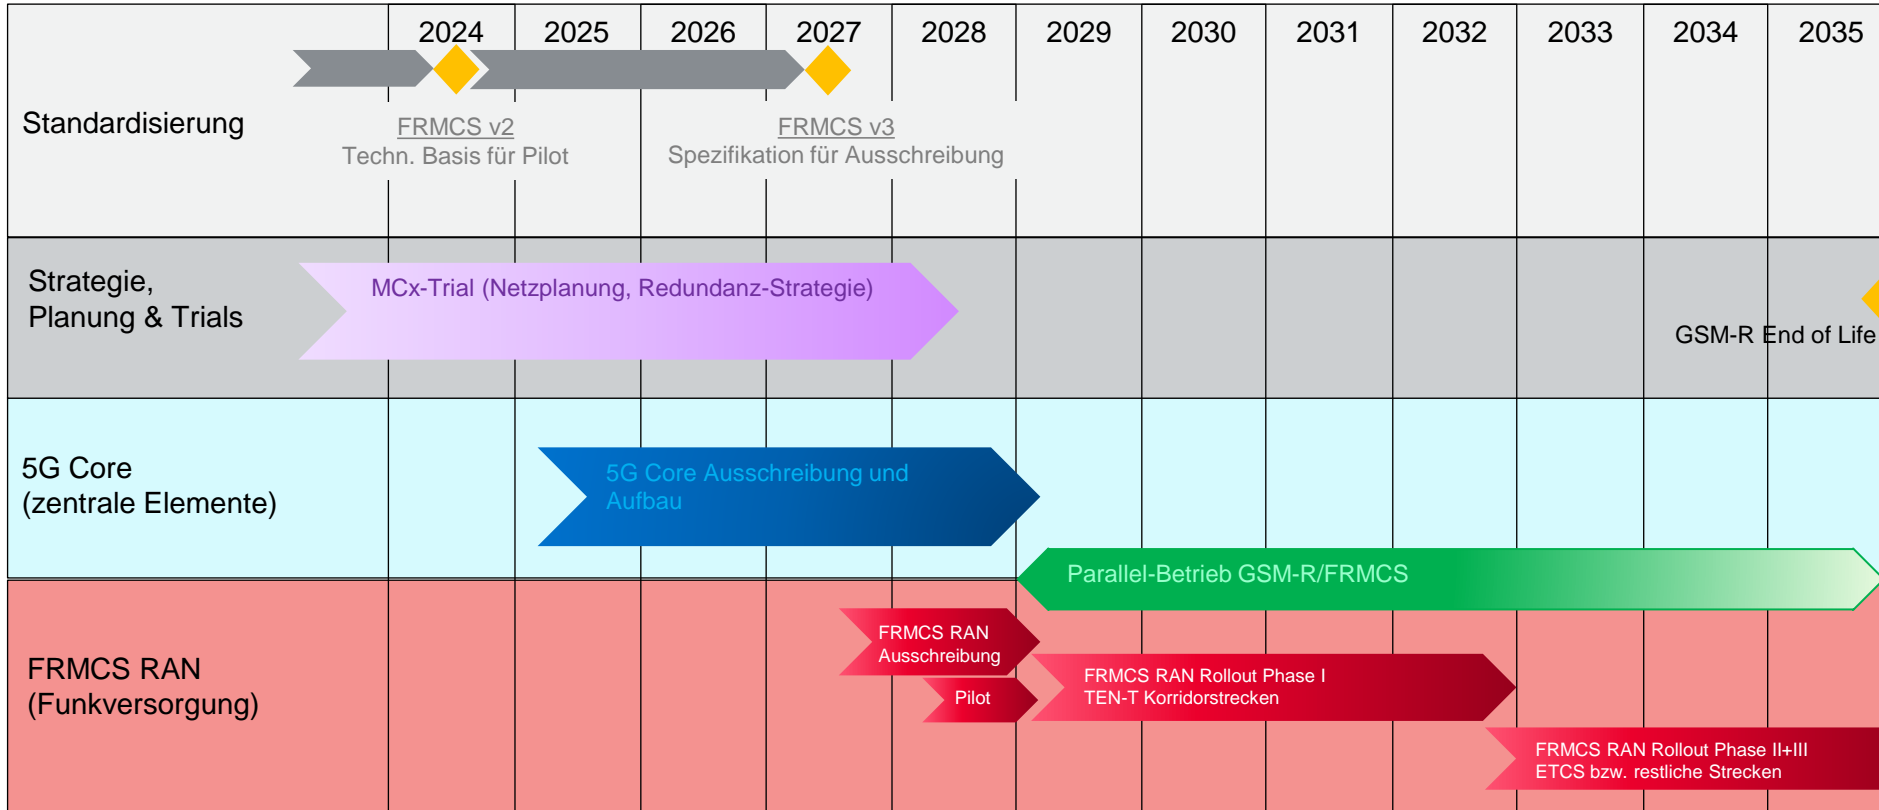 2024 2025 2026 2027 2028 2029 2030 2031 2032 2033 2034 2035
Standardisierung
FRMCS v2
Techn. Basis für Pilot
FRMCS v3
Spezifikation für Ausschreibung
Strategie,
Planung & Trials
MCx-Trial (Netzplanung, Redundanz-Strategie)
GSM-R End of Life
5G Core
(zentrale Elemente)
5G Core Ausschreibung und
Aufbau
Parallel-Betrieb GSM-R/FRMCS
FRMCS RAN
(Funkversorgung)
FRMCS RAN
Ausschreibung
Pilot
FRMCS RAN Rollout Phase I
TEN-T Korridorstrecken
FRMCS RAN Rollout Phase II+III
ETCS bzw. restliche Strecken